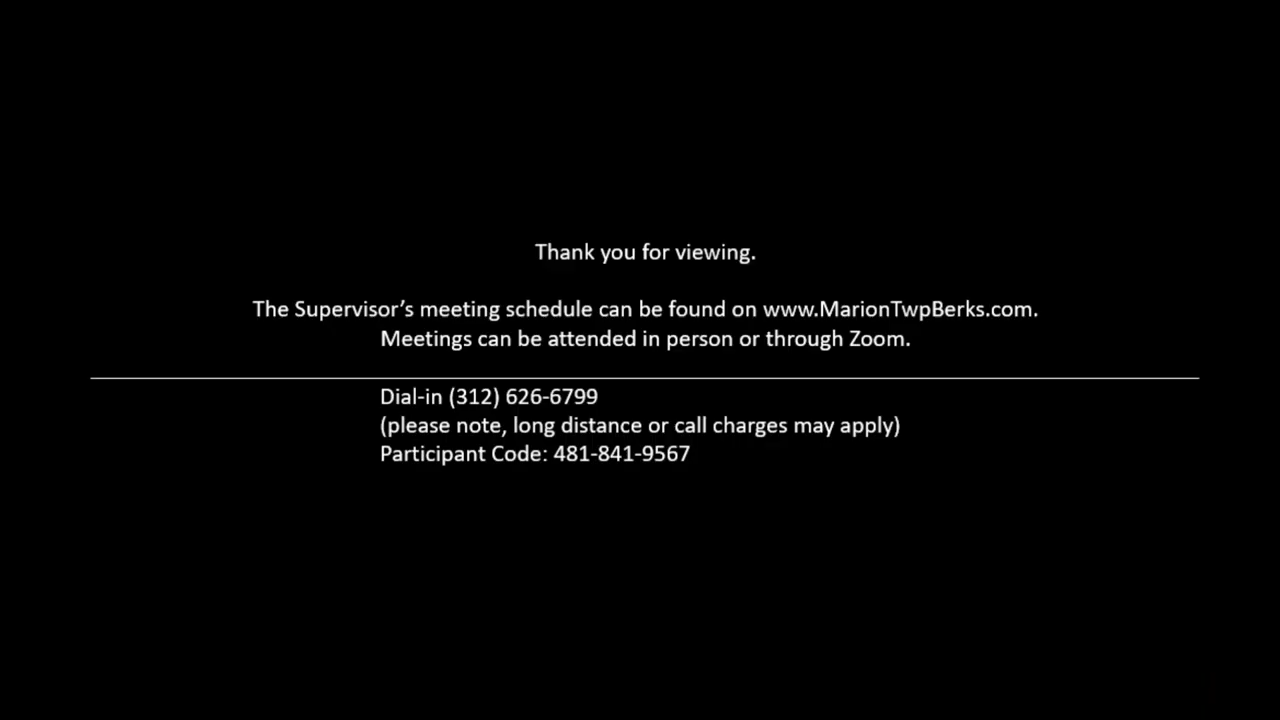 Thank you for viewing.
The Supervisor’s meeting schedule can be found on www.MarionTwpBerks.com.
Meetings can be attended in person or through Zoom.
Dial-in (312) 626-6799
(please note, long distance or call charges may apply)
Participant Code: 481-841-9567